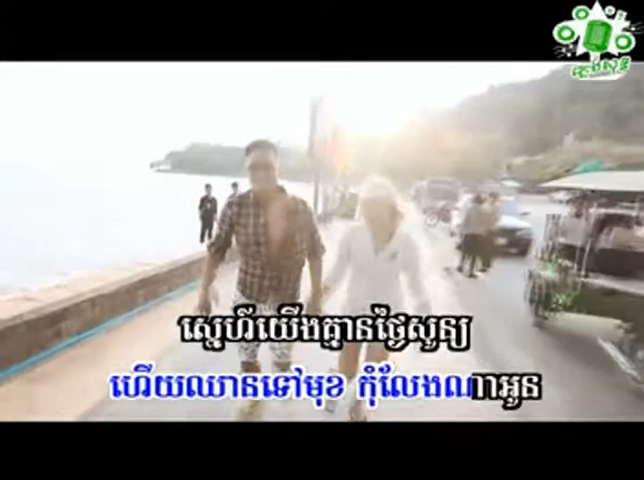 ស្នេហ៍យើងគ្មានថ្ងៃសូន្យ
ហើយឈានទៅមុខ កុំលែងណាអូន